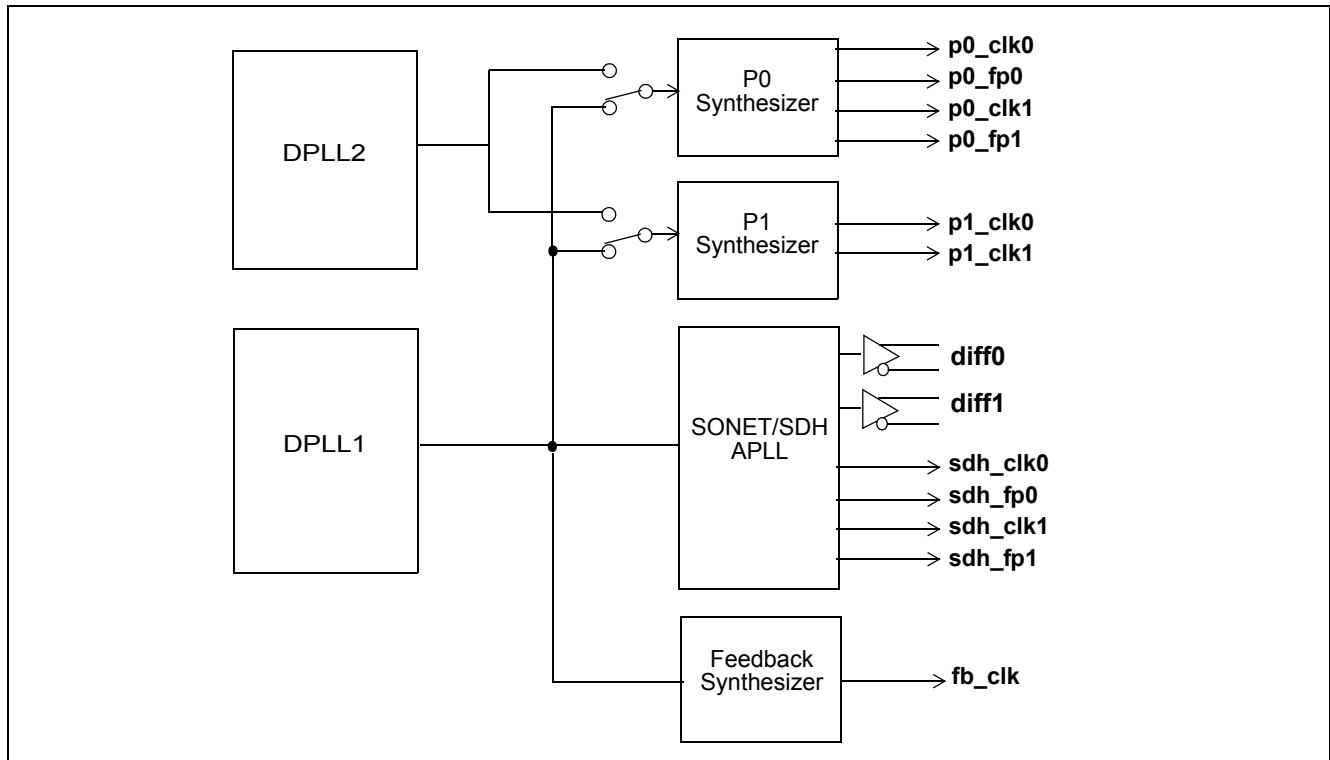 DPLL2
P0
Synthesizer
p0_clk0
p0_fp0
p0_clk1
p0_fp1
P1
Synthesizer
p1_clk0
p1_clk1
DPLL1
SONET/SDH
APLL
diff0
diff1
sdh_clk0
sdh_fp0
sdh_clk1
sdh_fp1
Feedback
Synthesizer
fb_clk